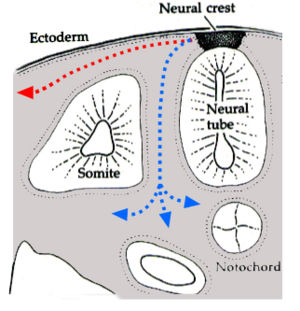 Neural crest
Ectoderm
Neural
tube
Somite
Notochord